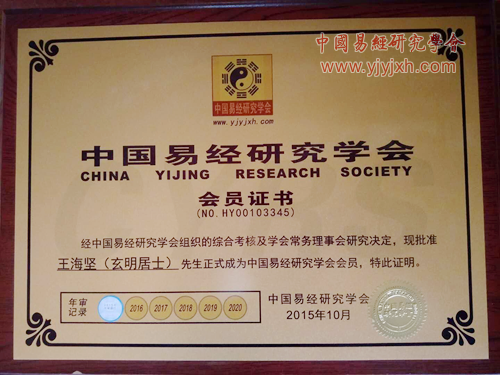 中國易經研究學会
www.yjyjxh.com
中国易经研究学会
www.yjyjxh.com
中国易经研究学会
CHINA YIJING RESEARCH SOCIETY
会员证书
(NO.HY00103345)
经中国易经研究学会组织的综合考核及学会常务理事会研究决定，现批准
王海坚（玄明居士）先生正式成为中国易经研究学会会员，特此证明。
年审记录 2016 2017 2018 2019 2020
中国易经研究学会
2015年10月